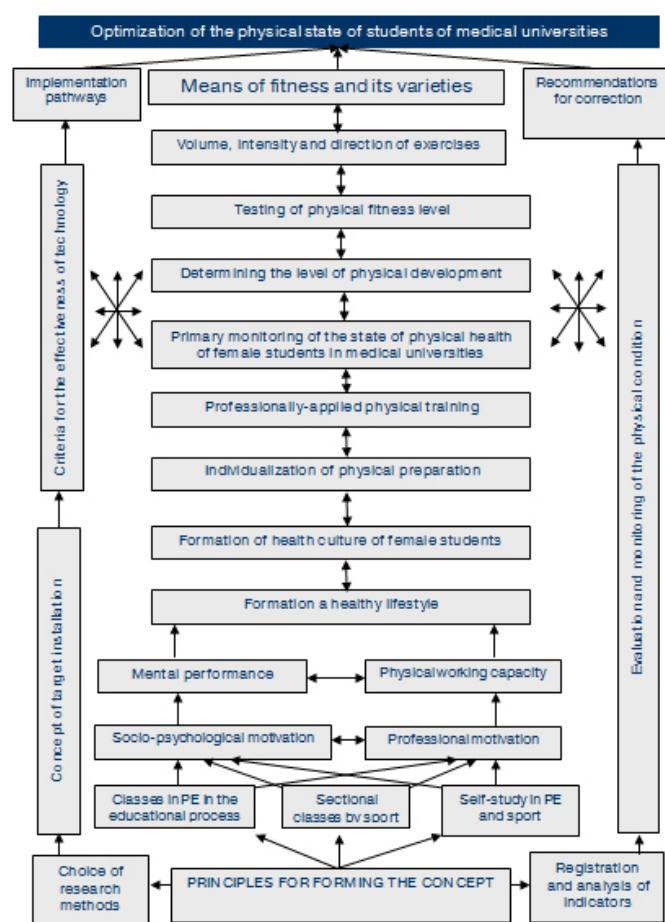 Optimization of the physical state of students of medical universities
Implementation
pathways
Means of fitness and its varieties
Recommendations
for correction
Volume, intensity and direction of exercises
Testing of physical fitness level
Determining the level of physical development
Primary monitoring of the state of physical health
of female students in medical universities
Professionally-applied physical training
Individualization of physical preparation
Formation of health culture of female students
Formation a healthy lifestyle
Criteria for the effectiveness of technology
Concept of target installation
Evaluation and monitoring of the physical condition
Mental performance
Physical working capacity
Socio-psychological motivation
Professional motivation
Classes in PE in the
educational process
Sectional
classes by sport
Self-study in PE
and sport
Choice of
research
methods
PRINCIPLES FOR FORMING THE CONCEPT
Registration
and analysis of
indicators